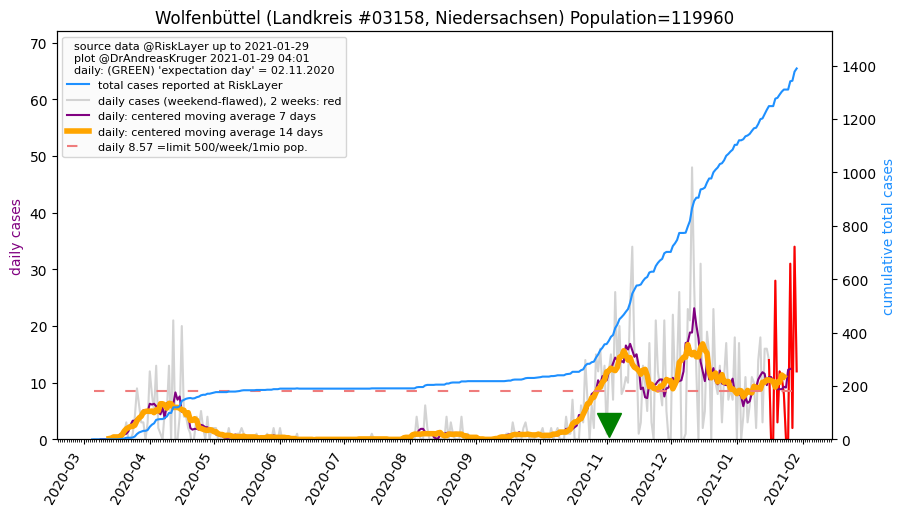 Wolfenbüttel (Landkreis #03158, Niedersachsen) Population=119960
source data @RiskLayer up to 2021-01-29
plot @DrAndreasKruger 2021-01-29 04:01
daily: (GREEN) 'expectation day' = 02.11.2020
total cases reported at RiskLayer
daily cases (weekend-flawed), 2 weeks: red
daily: centered moving average 7 days
daily: centered moving average 14 days
daily 8.57 =limit 500/week/1mio pop.
daily cases
70
60
50
40
30
20
10
0
cumulative total cases
1400
1200
1000
800
600
400
200
0
2020-03
2020-04
2020-05
2020-06
2020-07
2020-08
2020-09
2020-10
2020-11
2020-12
2021-01
2021-02